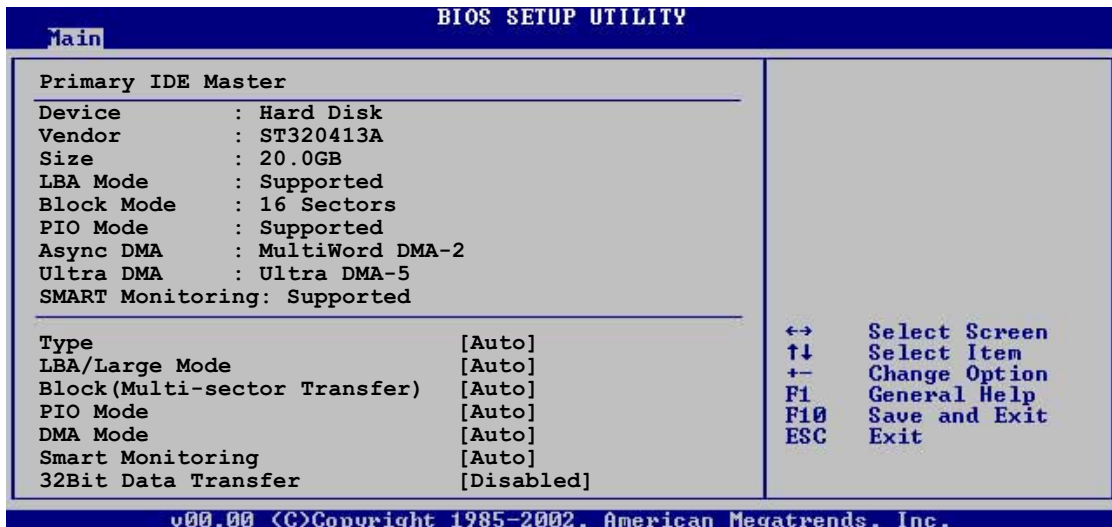 BIOS SETUP UTILITY
Main
Primary IDE Master
Device : Hard Disk
Vendor : ST320413A
Size : 20.0GB
LBA Mode : Supported
Block Mode : 16 Sectors
PIO Mode : Supported
Async DMA : MultiWord DMA-2
Ultra DMA : Ultra DMA-5
SMART Monitoring: Supported
Type [Auto]
LBA/Large Mode [Auto]
Block(Multi-sector Transfer) [Auto]
PIO Mode [Auto]
DMA Mode [Auto]
Smart Monitoring [Auto]
32Bit Data Transfer [Disabled]
←→ Select Screen
↑↓ Select Item
+- Change Option
F1 General Help
F10 Save and Exit
ESC Exit
v00.00 (C)Copyright 1985-2002, American Megatrends, Inc.